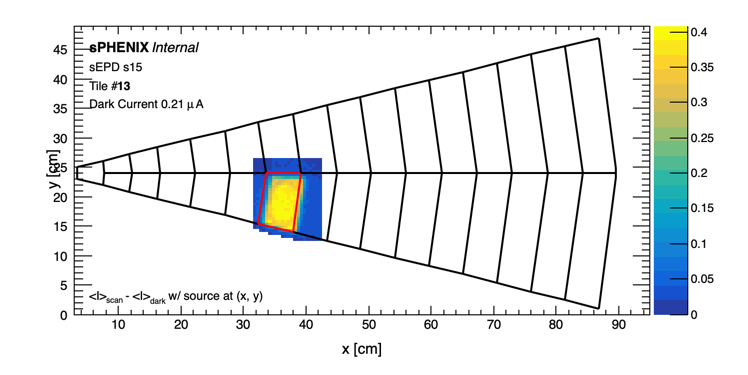 sPHENIX Internal
sEPD s15
Tile #13
Dark Current 0.21 μA
<I>scan - <I>dark w/ source at (x, y)
y [cm]
45
40
35
30
25
20
15
10
5
0
10 20 30 40 50 60 70 80 90
x [cm]
0.4
0.35
0.3
0.25
0.2
0.15
0.1
0.05
0